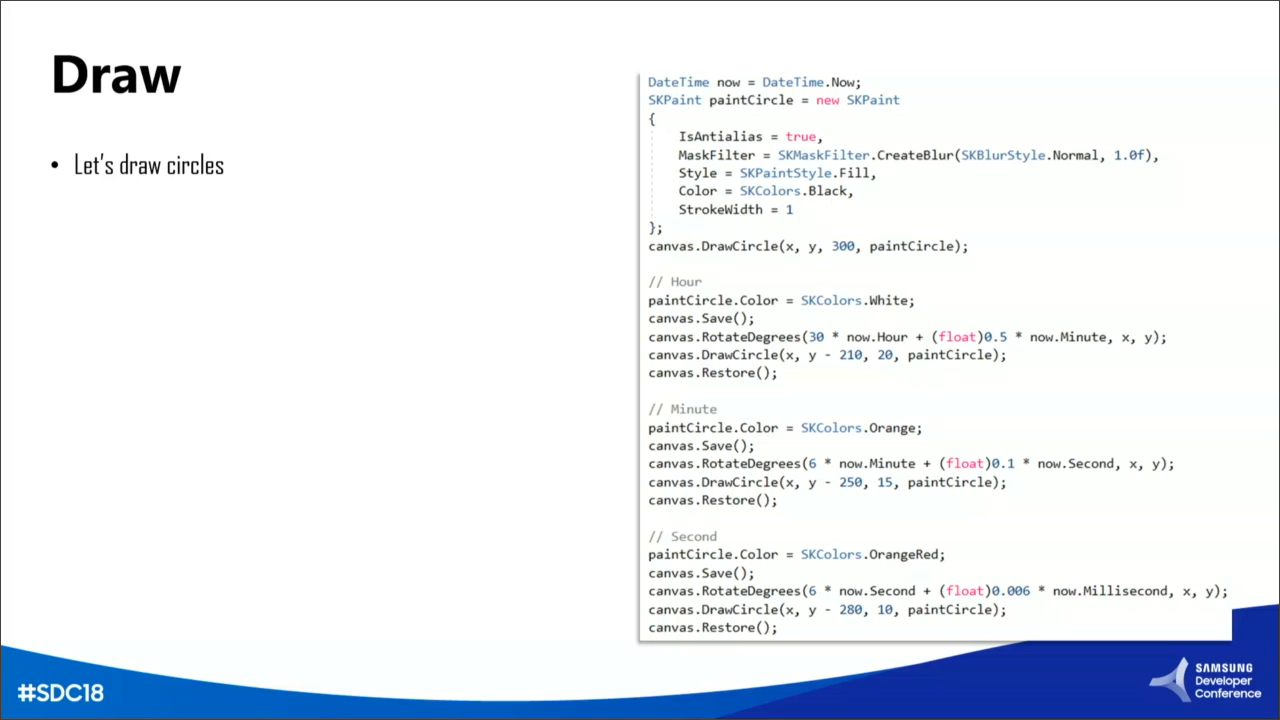 Draw
• Let's draw circles
DateTime now = DateTime.Now;
SKPaint paintCircle = new SKPaint
{
    IsAntialias = true,
    MaskFilter = SKMaskFilter.CreateBlur(SKBlurStyle.Normal, 1.0f),
    Style = SKPaintStyle.Fill,
    Color = SKColors.Black,
    StrokeWidth = 1
};
canvas.DrawCircle(x, y, 300, paintCircle);
// Hour
paintCircle.Color = SKColors.White;
canvas.Save();
canvas.RotateDegrees(30 * now.Hour + (float)0.5 * now.Minute, x, y);
canvas.DrawCircle(x, y - 210, 20, paintCircle);
canvas.Restore();
// Minute
paintCircle.Color = SKColors.Orange;
canvas.Save();
canvas.RotateDegrees(6 * now.Minute + (float)0.1 * now.Second, x, y);
canvas.DrawCircle(x, y - 250, 15, paintCircle);
canvas.Restore();
// Second
paintCircle.Color = SKColors.OrangeRed;
canvas.Save();
canvas.RotateDegrees(6 * now.Second + (float)0.006 * now.Millisecond, x, y);
canvas.DrawCircle(x, y - 280, 10, paintCircle);
canvas.Restore();
#SDC18
SAMSUNG
Developer
Conference